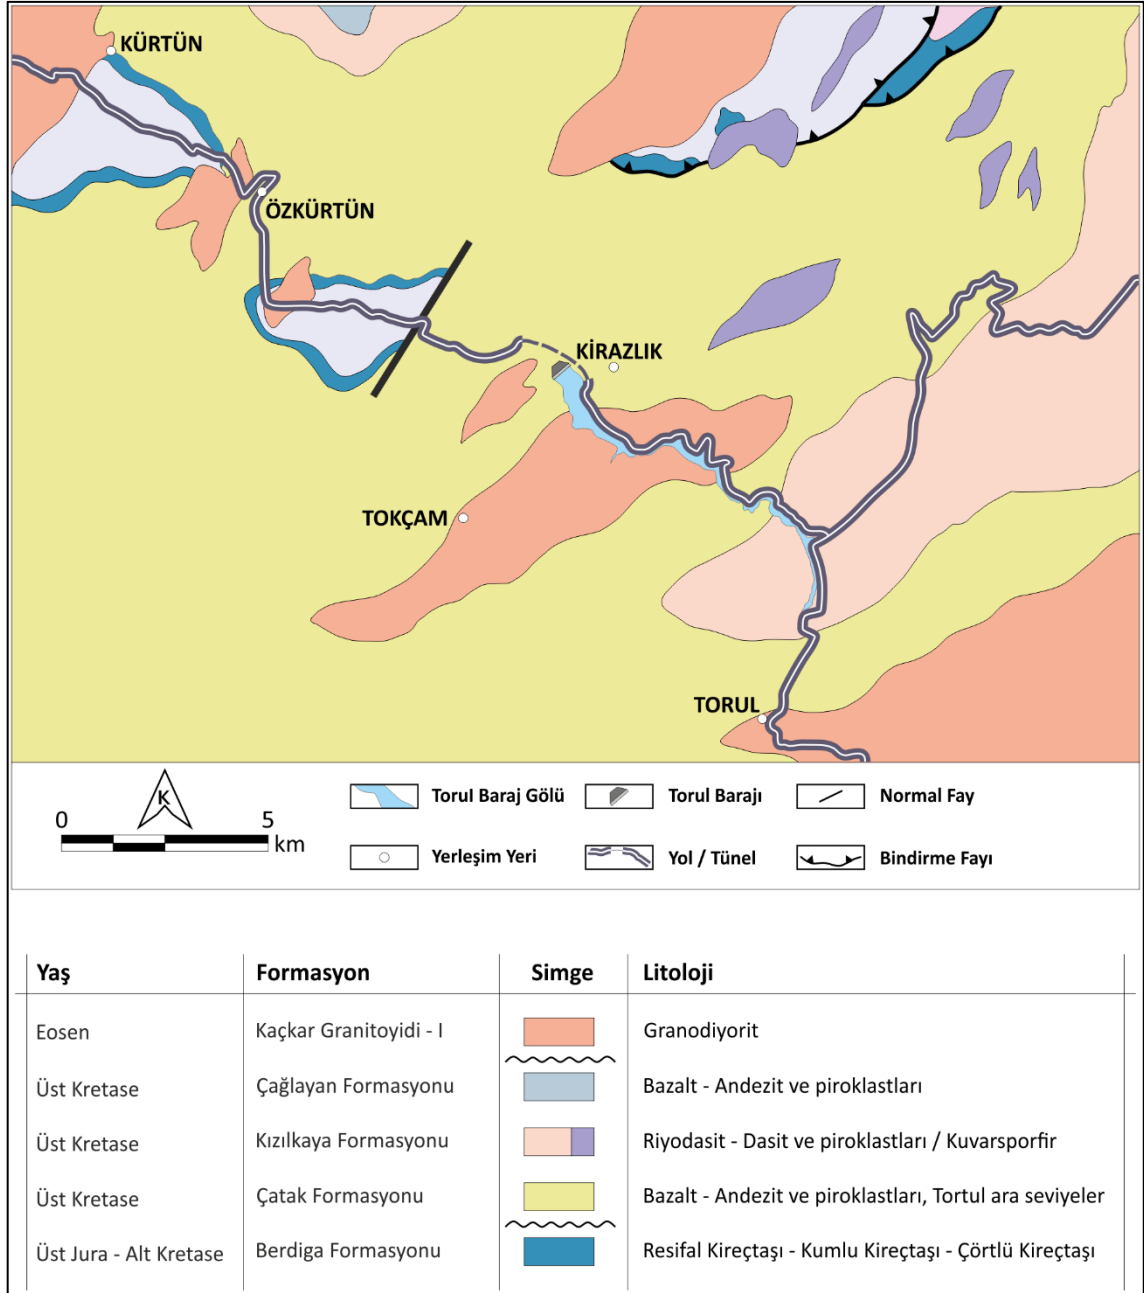 KÜRTÜN
ÖZKÜRTÜN
KİRAZLIK
TOKÇAM
TORUL
K
0 5
km
Torul Baraj Gölü
Torul Barajı
Normal Fay
Yerleşim Yeri
Yol / Tünel
Bindirme Fayı
Yaş Formasyon Simge Litoloji
Eosen Kaçkar Granitoyidi - I Granodiyorit
Üst Kretase Çağlayan Formasyonu Bazalt - Andezit ve piroklastları
Üst Kretase Kızılkaya Formasyonu Riyodasit - Dasit ve piroklastları / Kuvarsporfir
Üst Kretase Çatak Formasyonu Bazalt - Andezit ve piroklastları, Tortul ara seviyeler
Üst Jura - Alt Kretase Berdiga Formasyonu Resifal Kireçtaşı - Kumlu Kireçtaşı - Çörtlü Kireçtaşı